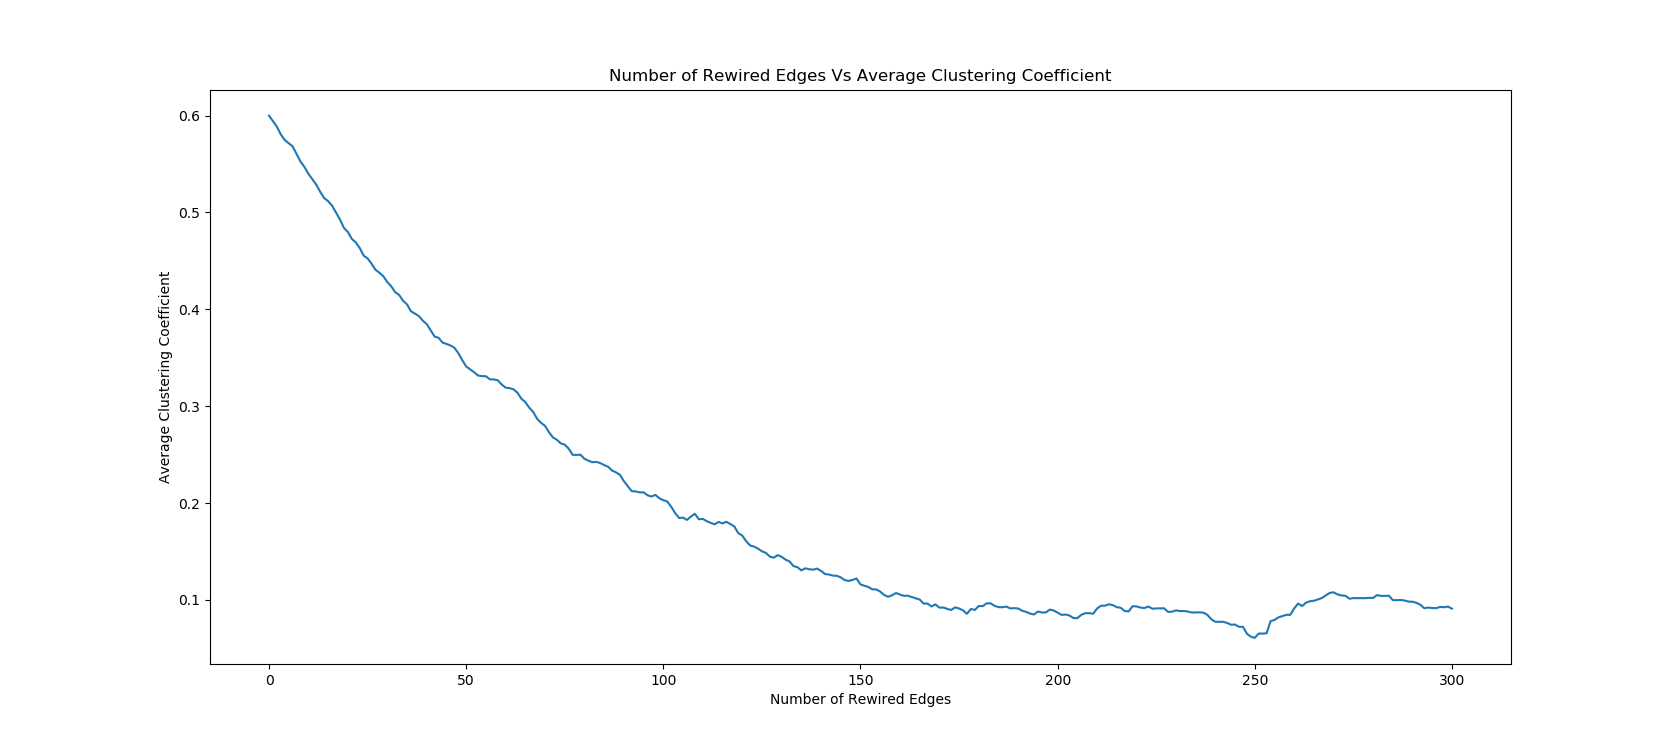 Number of Rewired Edges Vs Average Clustering Coefficient
Average Clustering Coefficient
0.6
0.5
0.4
0.3
0.2
0.1
0 50 100 150 200 250 300
Number of Rewired Edges